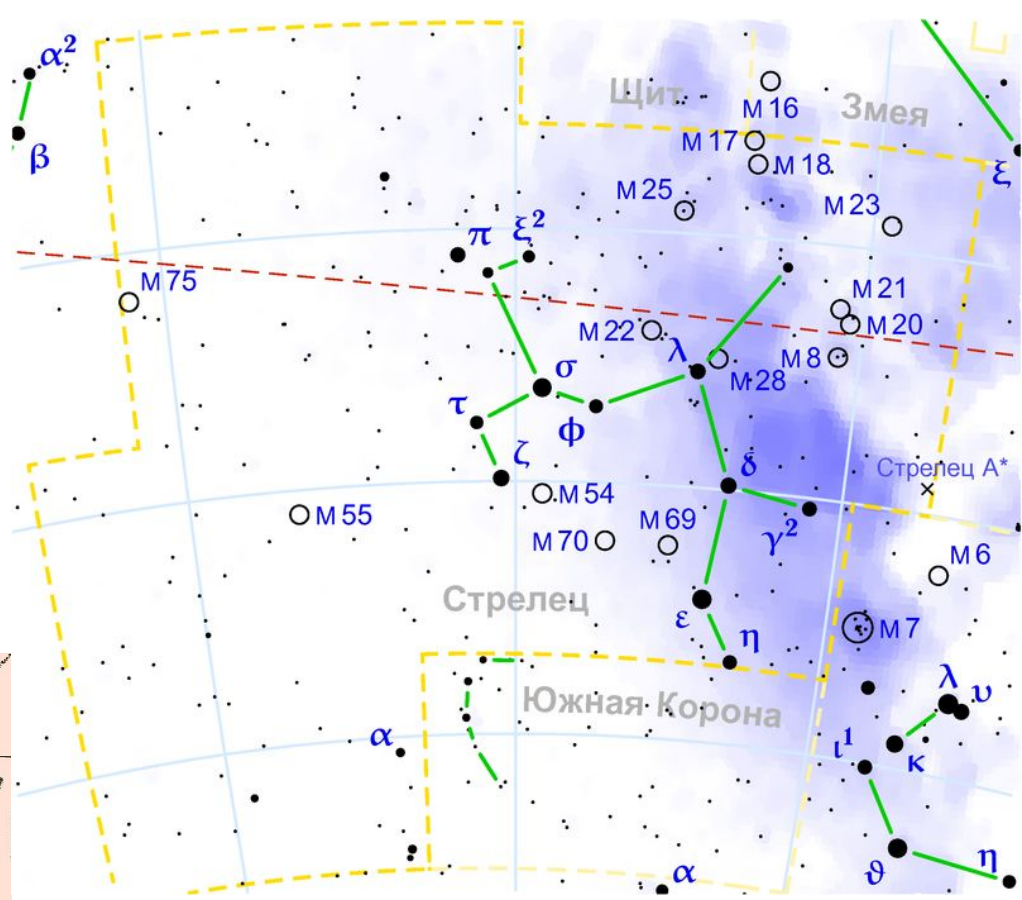 α²
β
Щит
M 16
Змея
M 17
M 18
ξ
M 25
M 23
π
ξ²
M 75
M 21
M 22
M 20
λ
M 8
M 28
σ
τ
ϕ
ζ
δ
Стрелец A*
M 54
M 55
M 69
M 70
γ²
M 6
Стрелец
ε
M 7
η
Южная Корона
λ
υ
α
ι¹
κ
α
ϑ
η